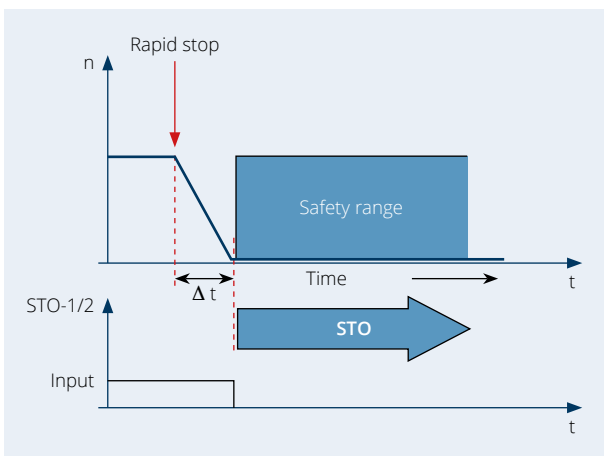 Rapid stop
n
Safety range
Time
t
Δ t
STO-1/2
STO
Input
t